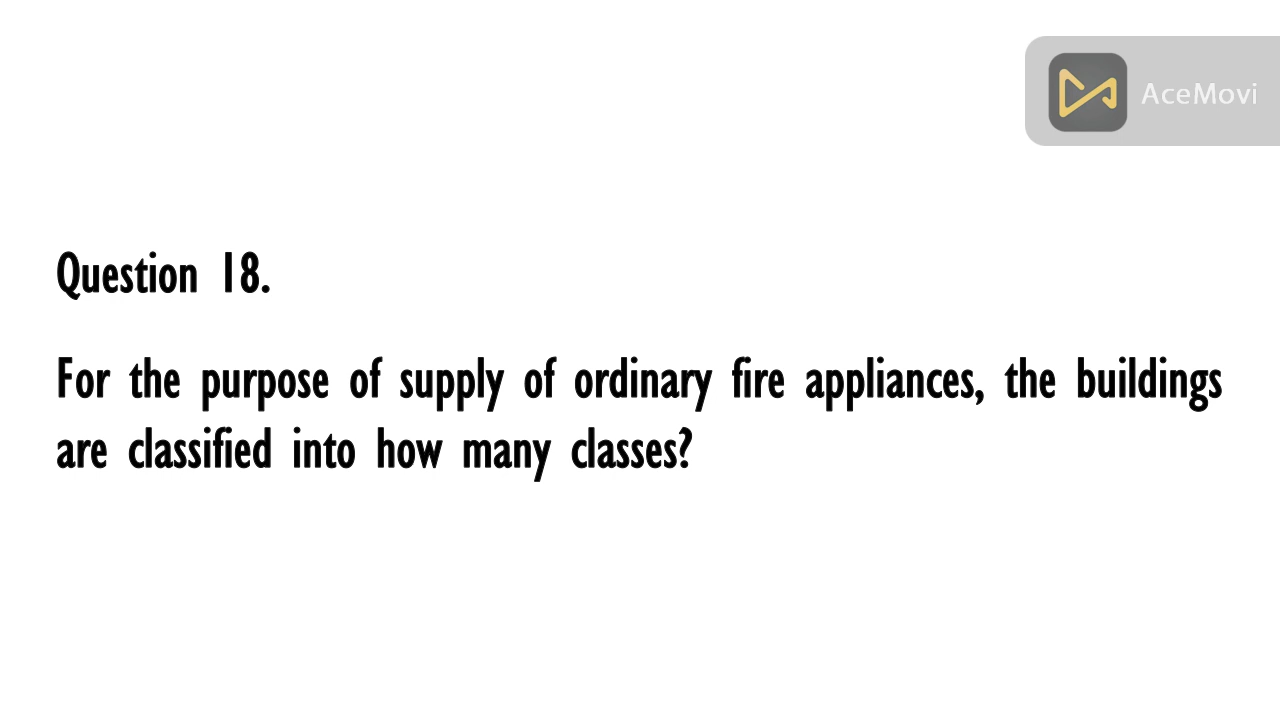 AceMovi
Question 18.
For the purpose of supply of ordinary fire appliances, the buildings
are classified into how many classes?